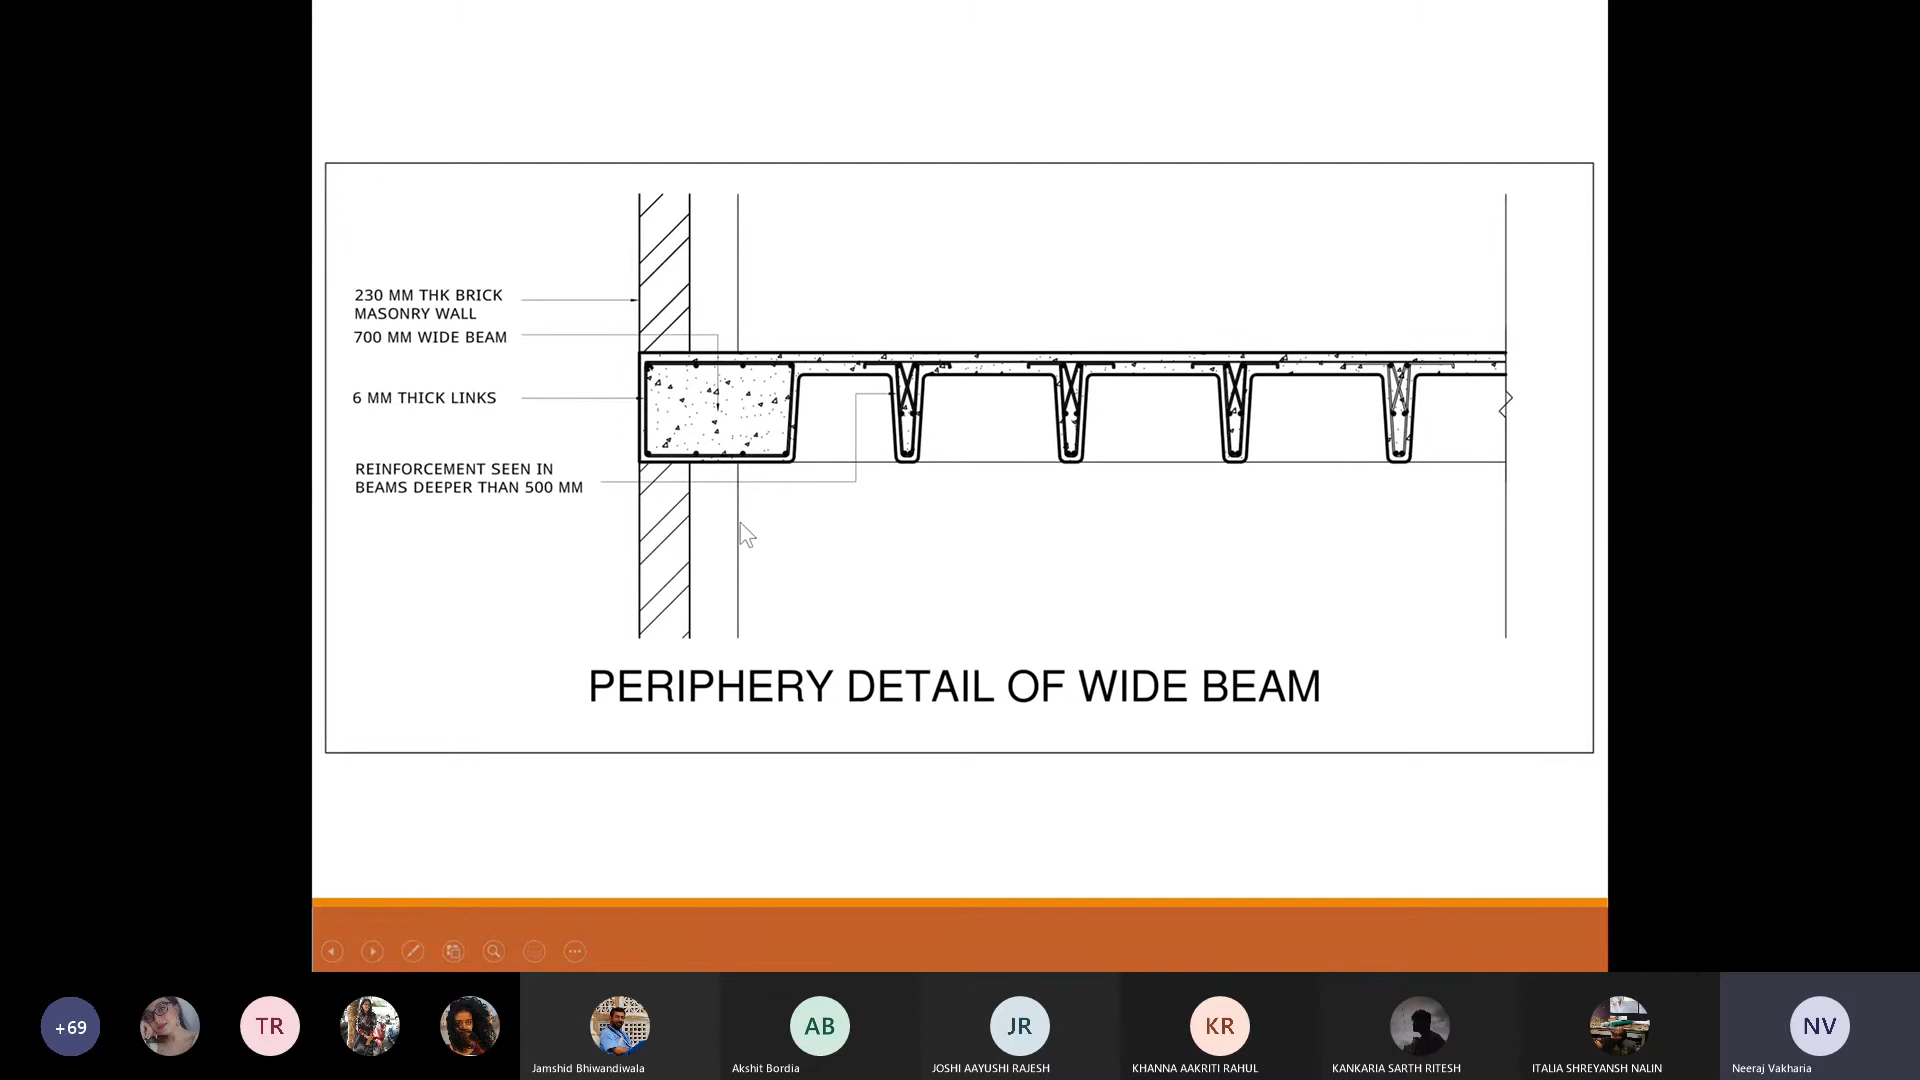 230 MM THK BRICK
MASONRY WALL
700 MM WIDE BEAM
6 MM THICK LINKS
REINFORCEMENT SEEN IN
BEAMS DEEPER THAN 500 MM
PERIPHERY DETAIL OF WIDE BEAM
+69
TR
AB
JR
KR
NV
Jamshid Bhiwandiwala
Akshit Bordia
JOSHI AAYUSHI RAJESH
KHANNA AAKRITI RAHUL
KANKARIA SARTH RITESH
ITALIA SHREYANSH NALIN
Neeraj Vakharia